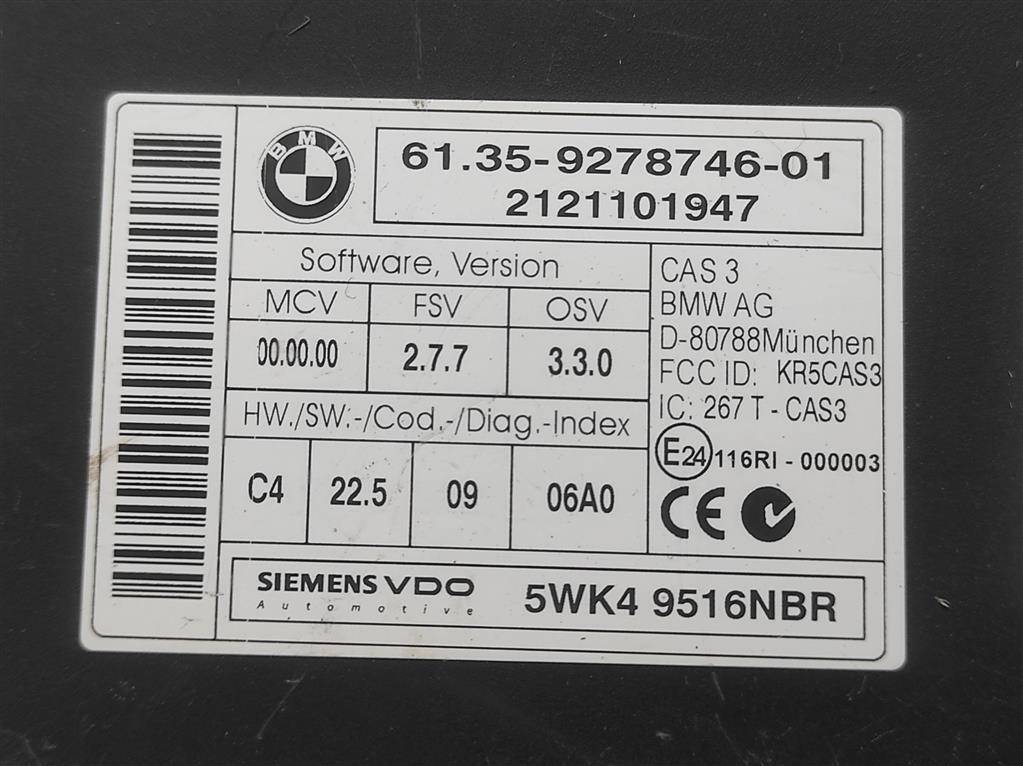 BMW
61.35-9278746-01
2121101947
Software, Version
MCV FSV OSV
00.00.00 2.7.7 3.3.0
HW./SW.-/Cod.-/Diag.-Index
C4 22.5 09 06A0
CAS 3
BMW AG
D-80788München
FCC ID: KR5CAS3
IC: 267 T - CAS3
E24 116RI - 000003
CE
SIEMENS VDO
Automotive
5WK4 9516NBR